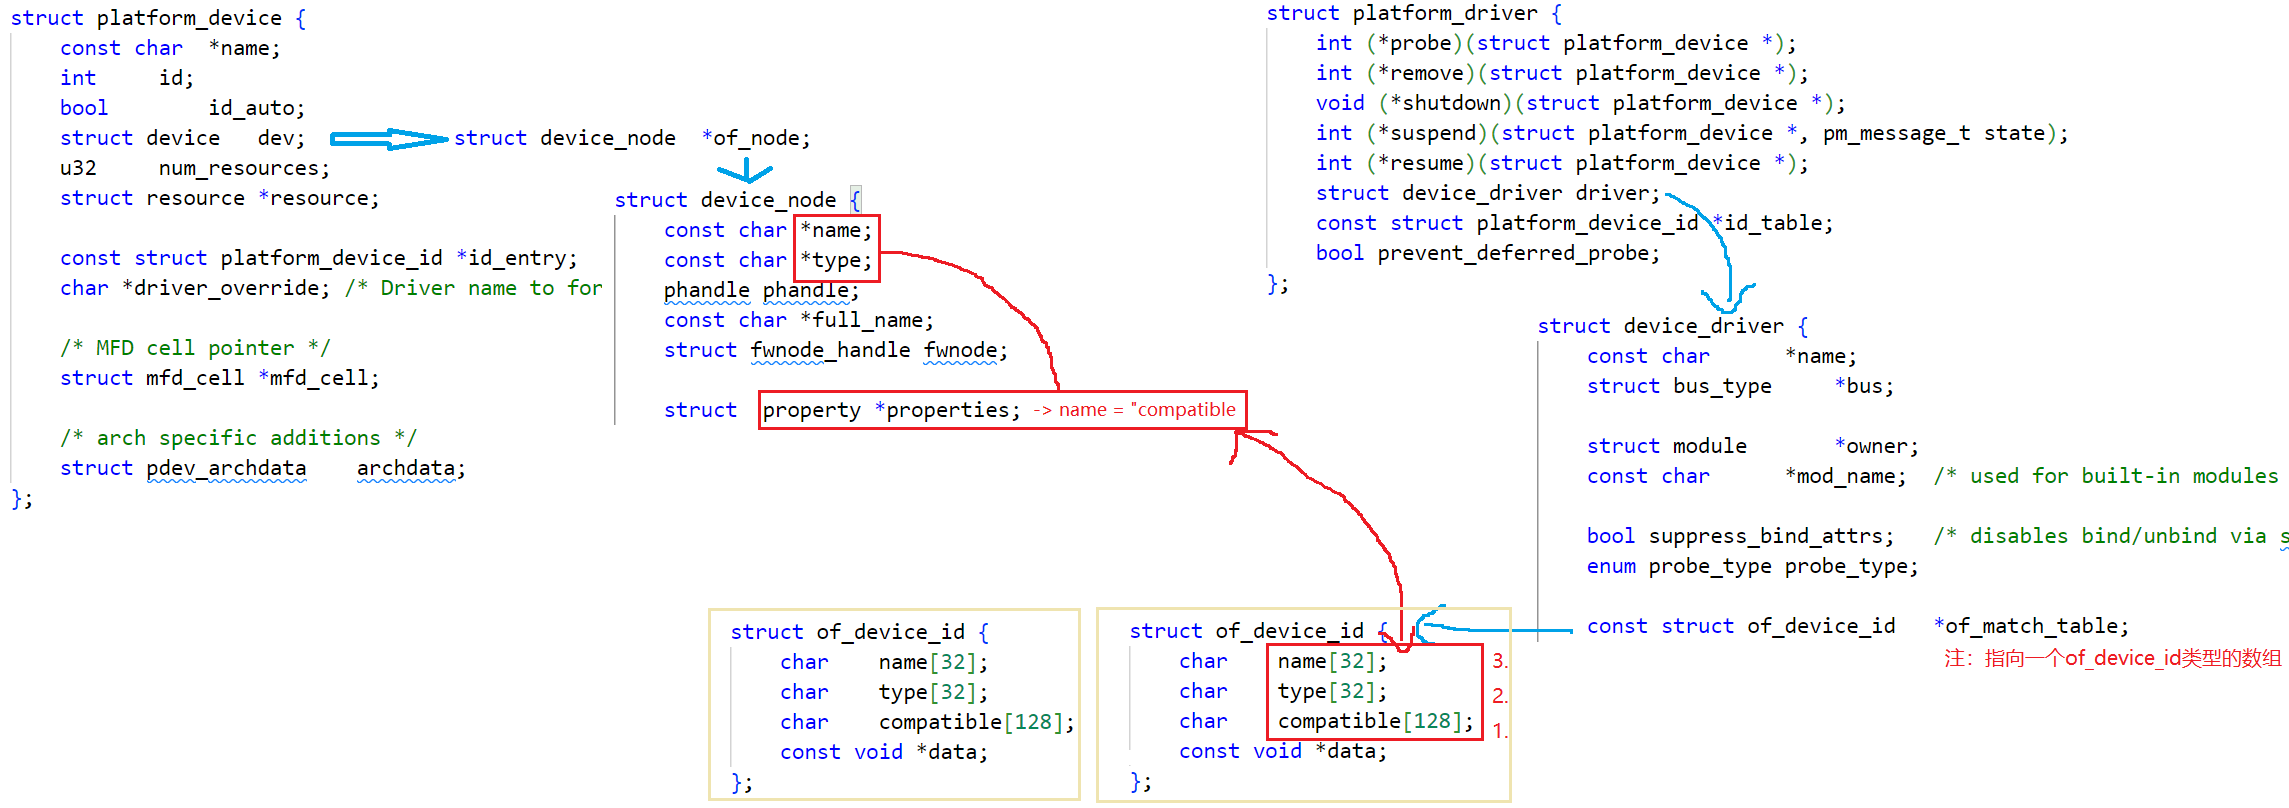 struct platform_device {
const char *name;
int id;
bool id_auto;
struct device dev;
u32 num_resources;
struct resource *resource;
const struct platform_device_id *id_entry;
char *driver_override; /* Driver name to for
/* MFD cell pointer */
struct mfd_cell *mfd_cell;
/* arch specific additions */
struct pdev_archdata archdata;
};
struct device_node *of_node;
struct device_node {
const char *name;
const char *type;
phandle phandle;
const char *full_name;
struct fwnode_handle fwnode;
struct property *properties; -> name = "compatible
struct platform_driver {
int (*probe)(struct platform_device *);
int (*remove)(struct platform_device *);
void (*shutdown)(struct platform_device *);
int (*suspend)(struct platform_device *, pm_message_t state);
int (*resume)(struct platform_device *);
struct device_driver driver;
const struct platform_device_id *id_table;
bool prevent_deferred_probe;
};
struct device_driver {
const char *name;
struct bus_type *bus;
struct module *owner;
const char *mod_name; /* used for built-in modules
bool suppress_bind_attrs; /* disables bind/unbind via s
enum probe_type probe_type;
const struct of_device_id *of_match_table;
注：指向一个of_device_id类型的数组
struct of_device_id {
char name[32];
char type[32];
char compatible[128];
const void *data;
};
struct of_device_id {
char name[32]; 3.
char type[32]; 2.
char compatible[128]; 1.
const void *data;
};